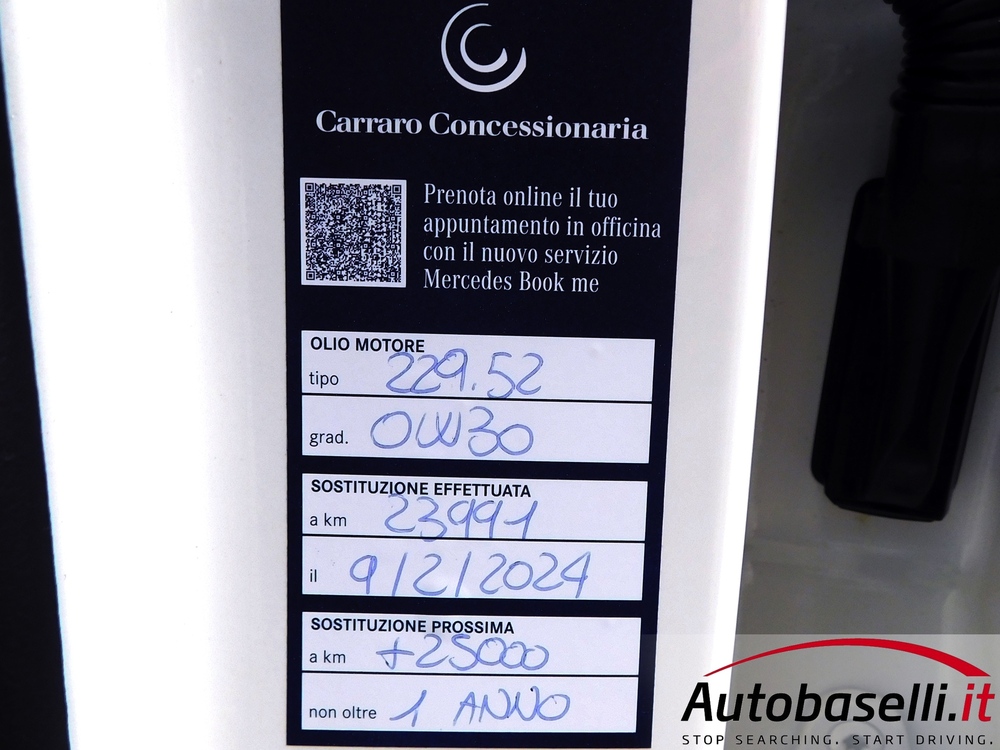 Carraro Concessionaria
Prenota online il tuo
appuntamento in officina
con il nuovo servizio
Mercedes Book me
OLIO MOTORE
tipo 229.52
grad. 0W30
SOSTITUZIONE EFFETTUATA
a km 23991
il 9/2/2024
SOSTITUZIONE PROSSIMA
a km +25000
non oltre 1 ANNO
Autobaselli.it
STOP SEARCHING. START DRIVING.